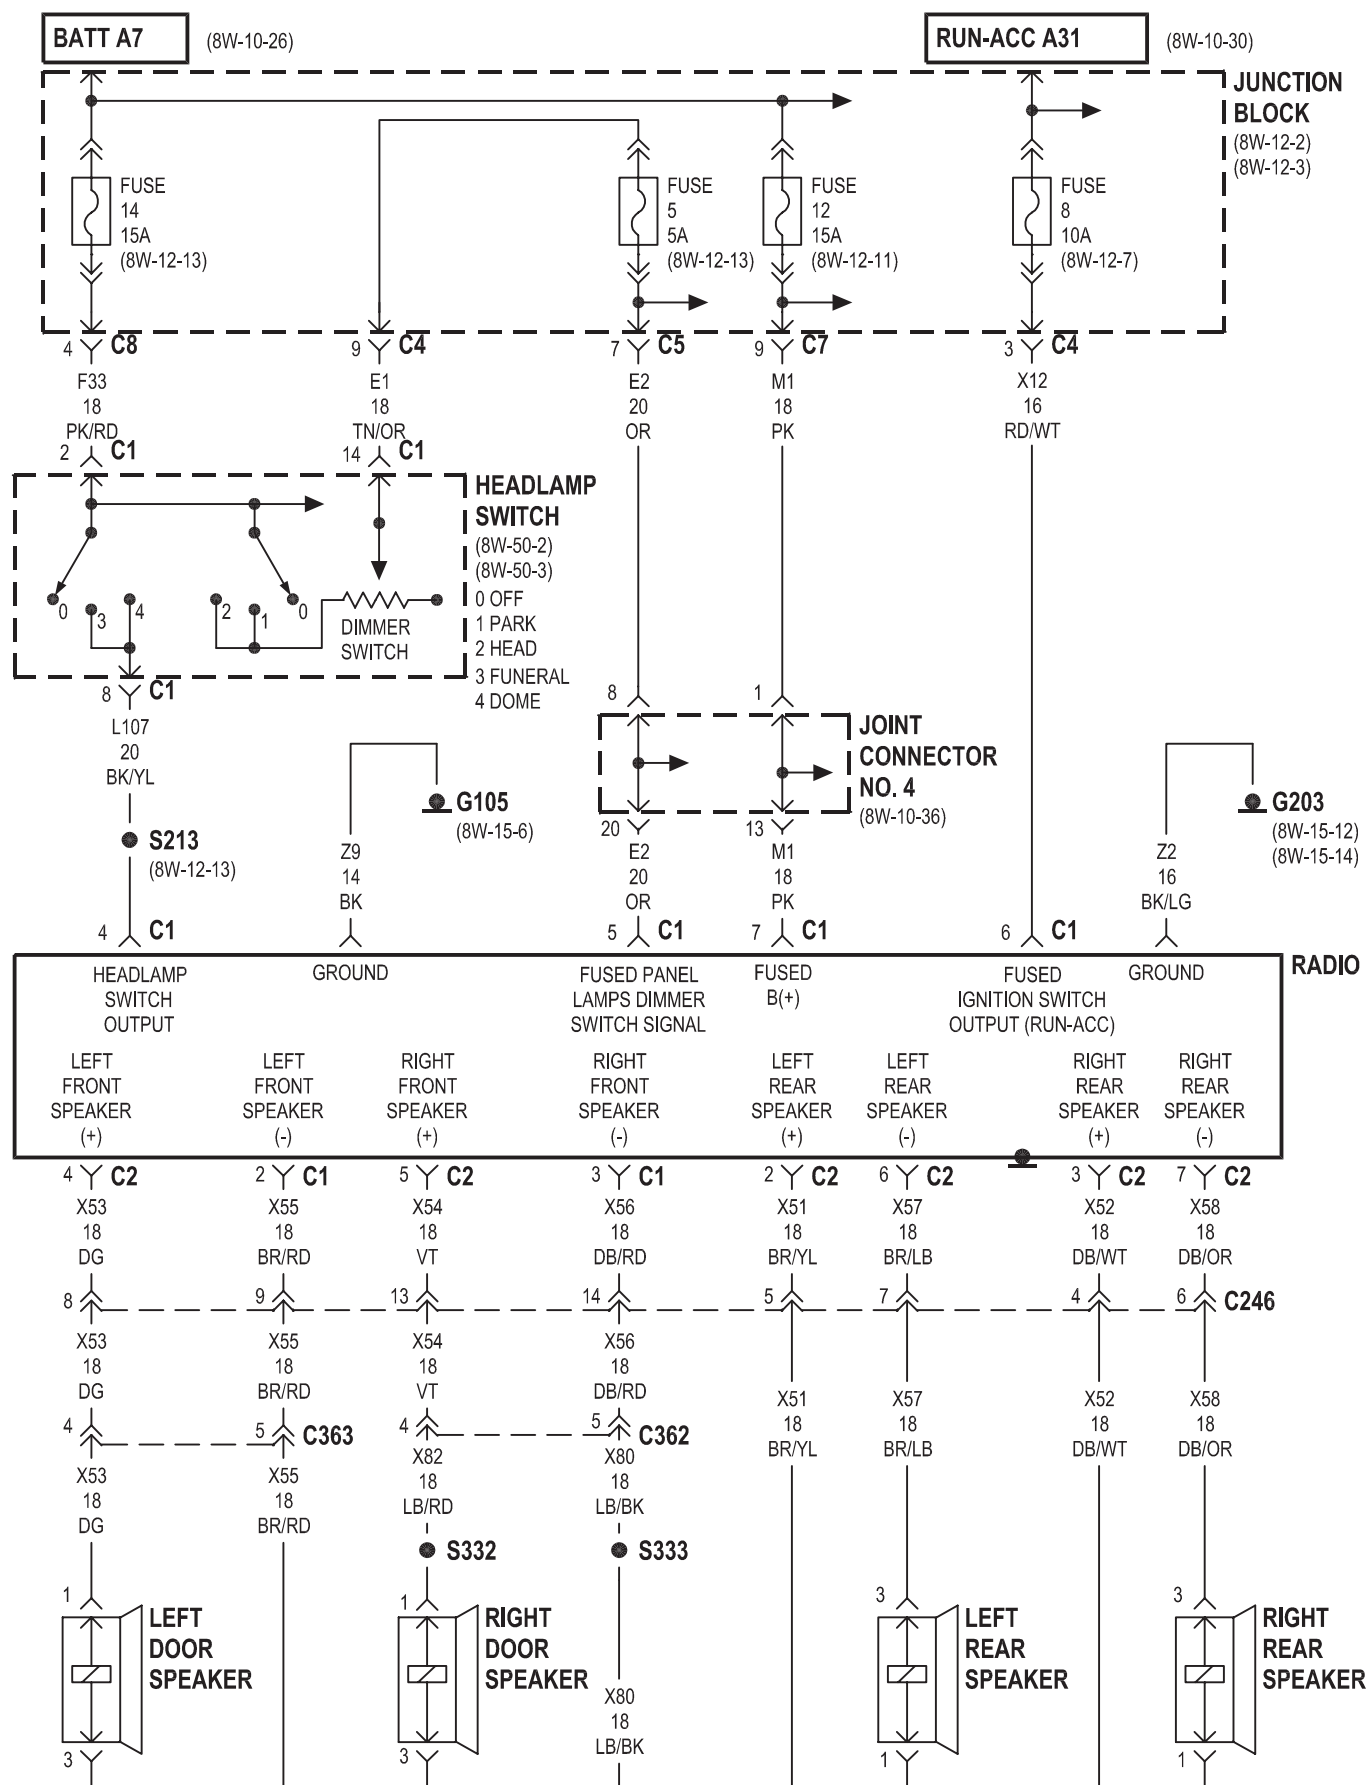 BATT A7 (8W-10-26) RUN-ACC A31 (8W-10-30)
JUNCTION
BLOCK
(8W-12-2)
(8W-12-3)
FUSE
14
15A
(8W-12-13)
FUSE
5
5A
(8W-12-13)
FUSE
12
15A
(8W-12-11)
FUSE
8
10A
(8W-12-7)
4 C8 9 C4 7 C5 9 C7 3 C4
F33 E1 E2 M1 X12
18 18 20 18 16
PK/RD TN/OR OR PK RD/WT
2 C1 14 C1
HEADLAMP
SWITCH
(8W-50-2)
(8W-50-3)
0 OFF
1 PARK
2 HEAD
3 FUNERAL
4 DOME
0 3 4 2 1 0
DIMMER
SWITCH
8 C1
L107
20
BK/YL
S213
(8W-12-13)
8 1
JOINT
CONNECTOR
NO. 4
(8W-10-36)
G105
(8W-15-6)
G203
(8W-15-12)
(8W-15-14)
20 13
Z9 E2 M1 Z2
14 20 18 16
BK OR PK BK/LG
4 C1 5 C1 7 C1 6 C1
RADIO
HEADLAMP
SWITCH
OUTPUT
GROUND
FUSED PANEL
LAMPS DIMMER
SWITCH SIGNAL
FUSED
B(+)
FUSED
IGNITION SWITCH
OUTPUT (RUN-ACC)
GROUND
LEFT LEFT RIGHT RIGHT LEFT LEFT RIGHT RIGHT
FRONT FRONT FRONT FRONT REAR REAR REAR REAR
SPEAKER SPEAKER SPEAKER SPEAKER SPEAKER SPEAKER SPEAKER SPEAKER
(+) (-) (+) (-) (+) (-) (+) (-)
4 C2 2 C1 5 C2 3 C1 2 C2 6 C2 3 C2 7 C2
X53 X55 X54 X56 X51 X57 X52 X58
18 18 18 18 18 18 18 18
DG BR/RD VT DB/RD BR/YL BR/LB DB/WT DB/OR
8 9 13 14 5 7 4 6 C246
X53 X55 X54 X56
18 18 18 18
DG BR/RD VT DB/RD
X51 X57 X52 X58
18 18 18 18
BR/YL BR/LB DB/WT DB/OR
4 5 C363 4 5 C362
X53 X55 X82 X80
18 18 18 18
DG BR/RD LB/RD LB/BK
S332 S333
1 1 3 3
LEFT
DOOR
SPEAKER
RIGHT
DOOR
SPEAKER
LEFT
REAR
SPEAKER
RIGHT
REAR
SPEAKER
X80
18
LB/BK
3 3 1 1